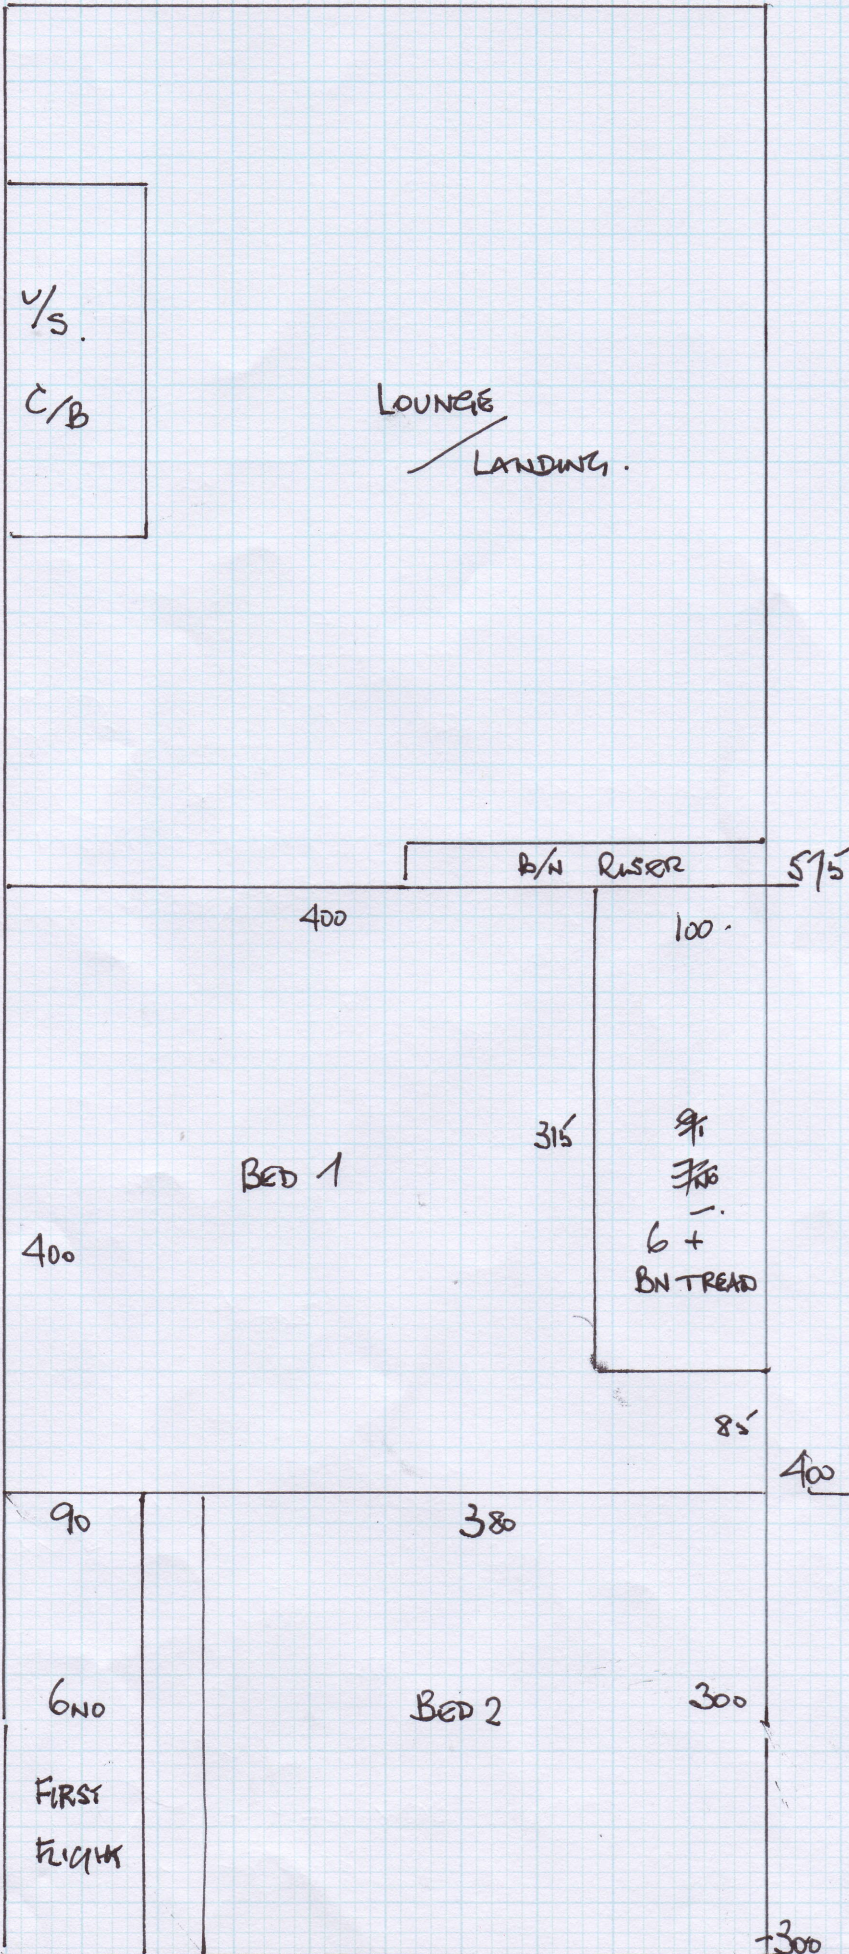 U/S.
C/B
LOUNGE
/ LANDING.
B/N RISER
575
400
100.
315
BED 1
400
6 +
BN TREAD
85
400
90
380
6NO
FIRST
FLIGHT
BED 2
300
300